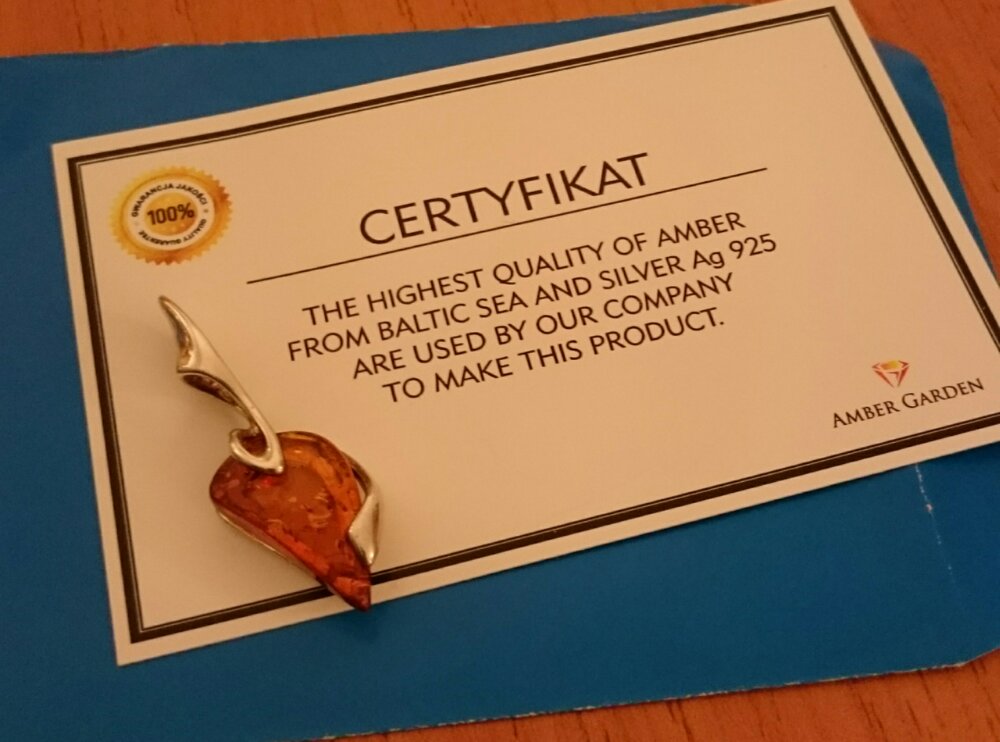 GWARANCJA JAKOŚCI
100%
QUALITY GUARENTEE
CERTYFIKAT
THE HIGHEST QUALITY OF AMBER
FROM BALTIC SEA AND SILVER Ag 925
ARE USED BY OUR COMPANY
TO MAKE THIS PRODUCT.
AMBER GARDEN